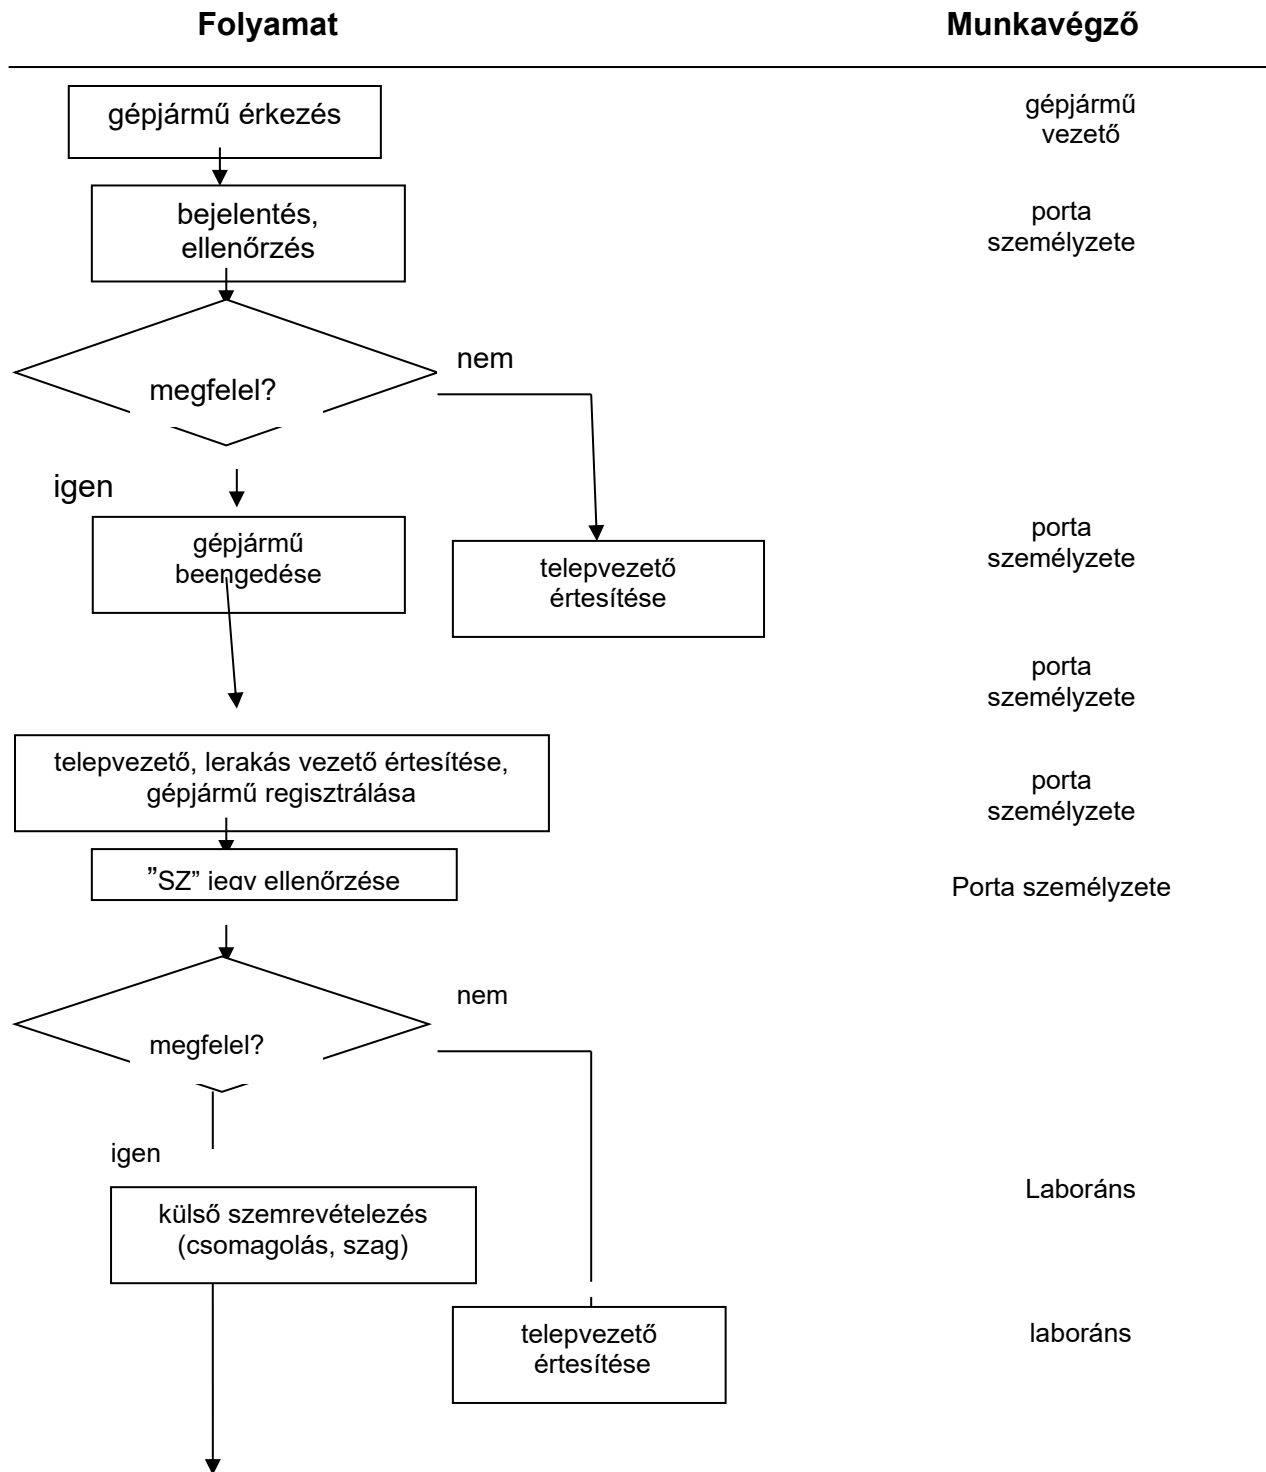 Folyamat
Munkavégző
gépjármű érkezés
gépjármű
vezető
bejelentés,
ellenőrzés
porta
személyzete
megfelel?
nem
igen
gépjármű
beengedése
telepvezető
értesítése
porta
személyzete
porta
személyzete
telepvezető, lerakás vezető értesítése,
gépjármű regisztrálása
porta
személyzete
”SZ” jegy ellenőrzése
Porta személyzete
megfelel?
nem
igen
külső szemrevételezés
(csomagolás, szag)
Laboráns
telepvezető
értesítése
laboráns